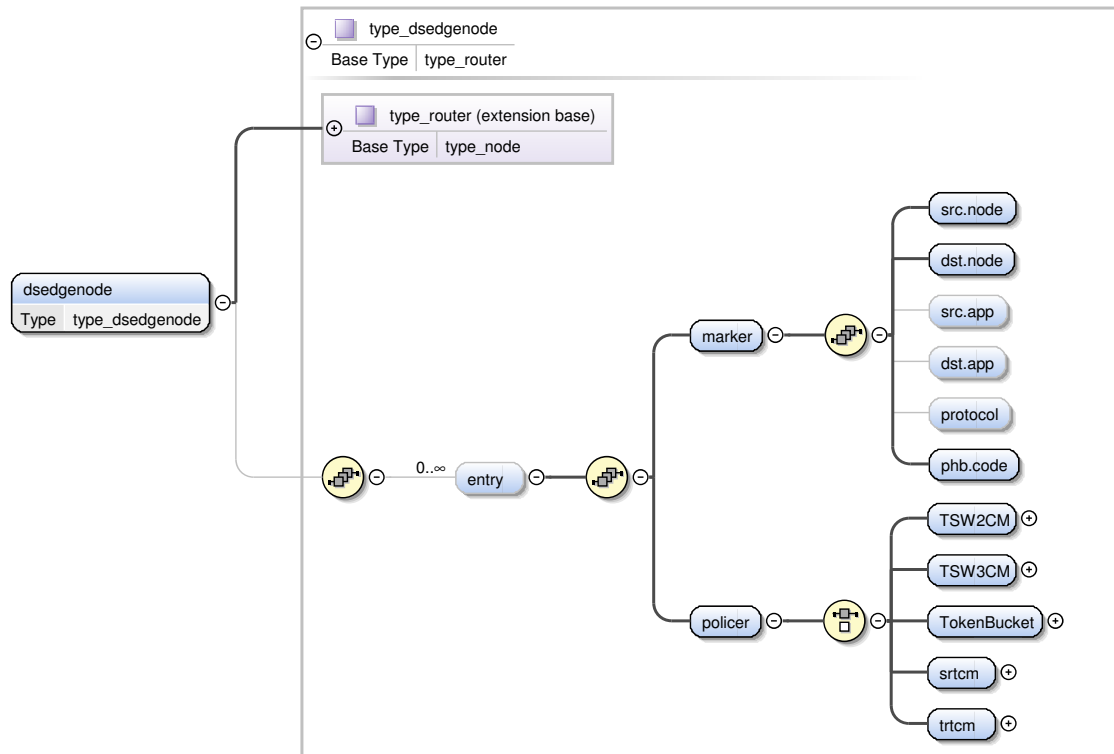 type_dsedgenode
Base Type type_router
type_router (extension base)
Base Type type_node
dsedgenode
Type type_dsedgenode
0..∞
entry
marker
src.node
dst.node
src.app
dst.app
protocol
phb.code
policer
TSW2CM
TSW3CM
TokenBucket
srtcm
trtcm